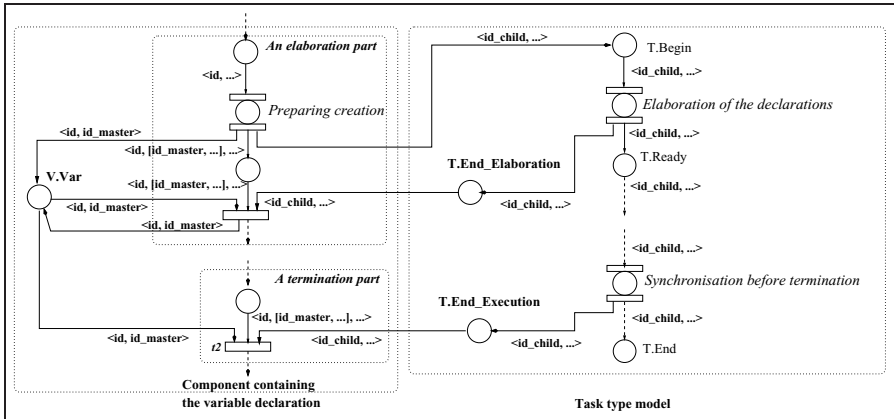 An elaboration part
<id, ...>
Preparing creation
<id, id_master>
<id, [id_master, ...], ...>
V.Var
<id, [id_master, ...], ...>
<id, id_master>
<id_child, ...>
<id, id_master>
A termination part
<id, [id_master, ...], ...>
<id, id_master>
<id_child, ...>
t2
Component containing
the variable declaration
<id_child, ...>
T.Begin
<id_child, ...>
Elaboration of the declarations
<id_child, ...>
T.End_Elaboration
T.Ready
<id_child, ...>
<id_child, ...>
<id_child, ...>
Synchronisation before termination
T.End_Execution
<id_child, ...>
<id_child, ...>
T.End
Task type model